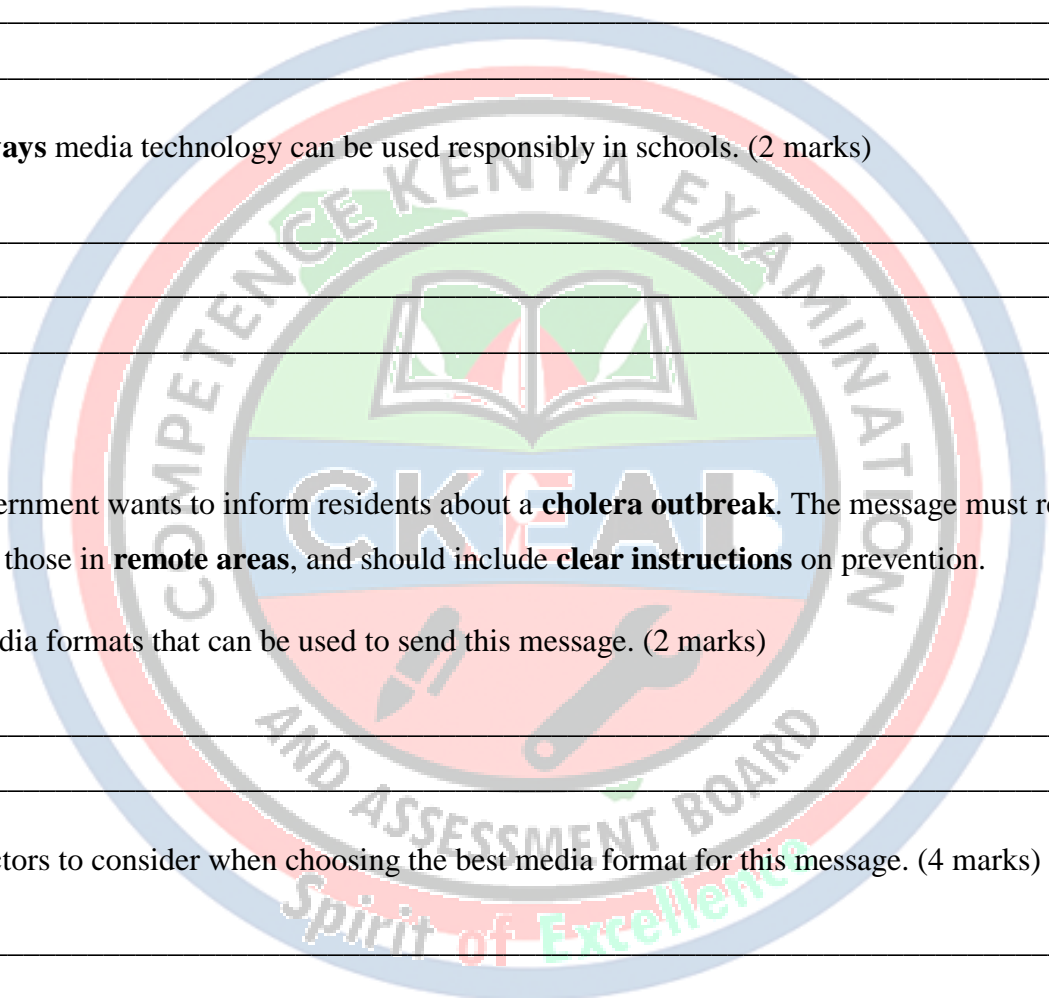 ays media technology can be used responsibly in schools. (2 marks)
COMPETENCE KENYA EXAMINATION
ernment wants to inform residents about a cholera outbreak. The message must re
those in remote areas, and should include clear instructions on prevention.
CKEAB
dia formats that can be used to send this message. (2 marks)
AND ASSESSMENT BOARD
ctors to consider when choosing the best media format for this message. (4 marks)
Spirit of Excellence